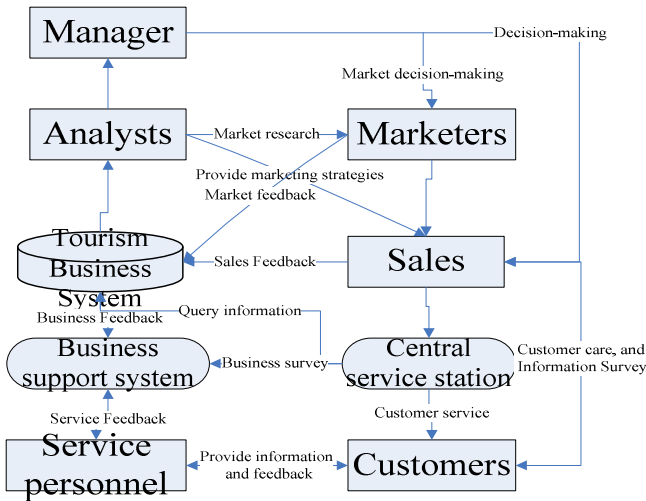 Manager
Decision-making
Market decision-making
Analysts
Market research
Marketers
Provide marketing strategies
Market feedback
Tourism
Business
System
Sales Feedback
Sales
Business Feedback
Query information
Business
support system
Business survey
Central
service station
Customer care, and
Information Survey
Service Feedback
Customer service
Service
personnel
Provide information
and feedback
Customers